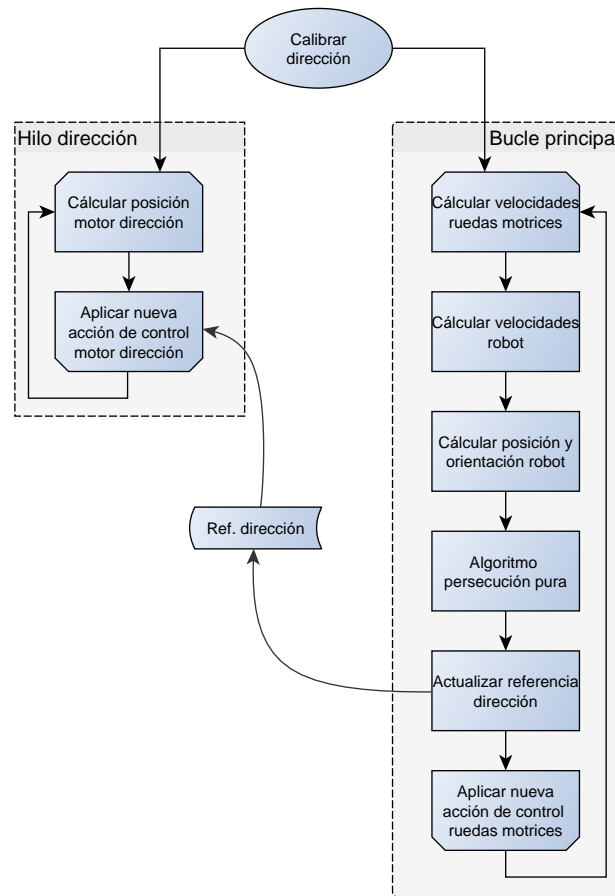 Calibrar
dirección
Hilo dirección
Cálcular posición
motor dirección
Aplicar nueva
acción de control
motor dirección
Ref. dirección
Bucle principa
Cálcular velocidades
ruedas motrices
Cálcular velocidades
robot
Cálcular posición y
orientación robot
Algoritmo
persecución pura
Actualizar referencia
dirección
Aplicar nueva
acción de control
ruedas motrices